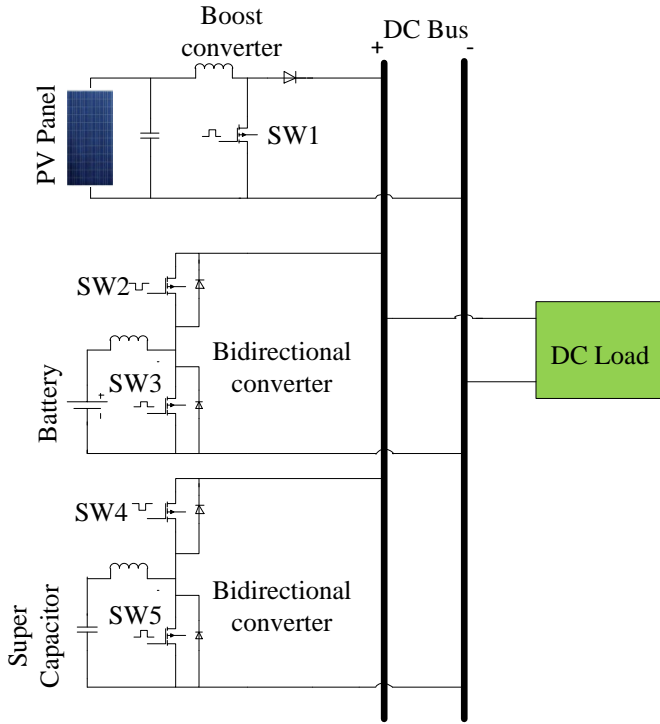 Boost
converter
DC Bus
+
-
PV Panel
SW1
SW2
Bidirectional
converter
SW3
Battery
+
-
DC Load
SW4
Bidirectional
converter
SW5
Super
Capacitor